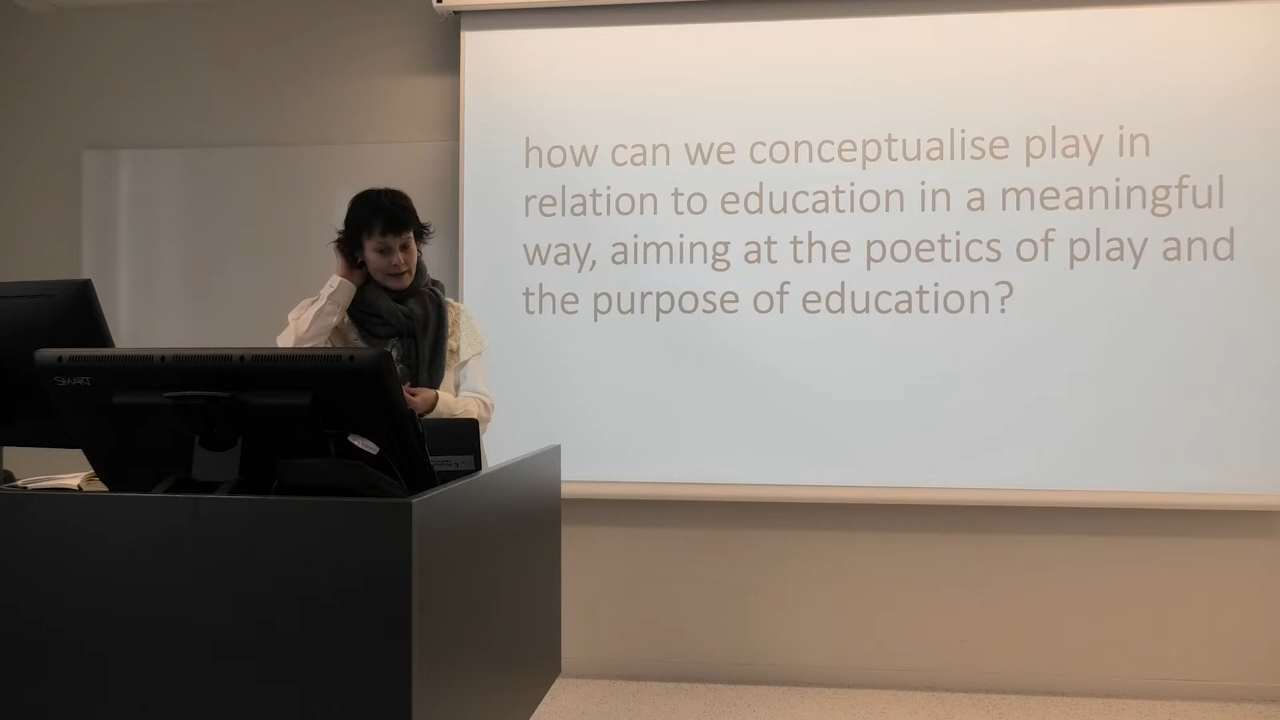 how can we conceptualise play in
relation to education in a meaningful
way, aiming at the poetics of play and
the purpose of education?
SMART